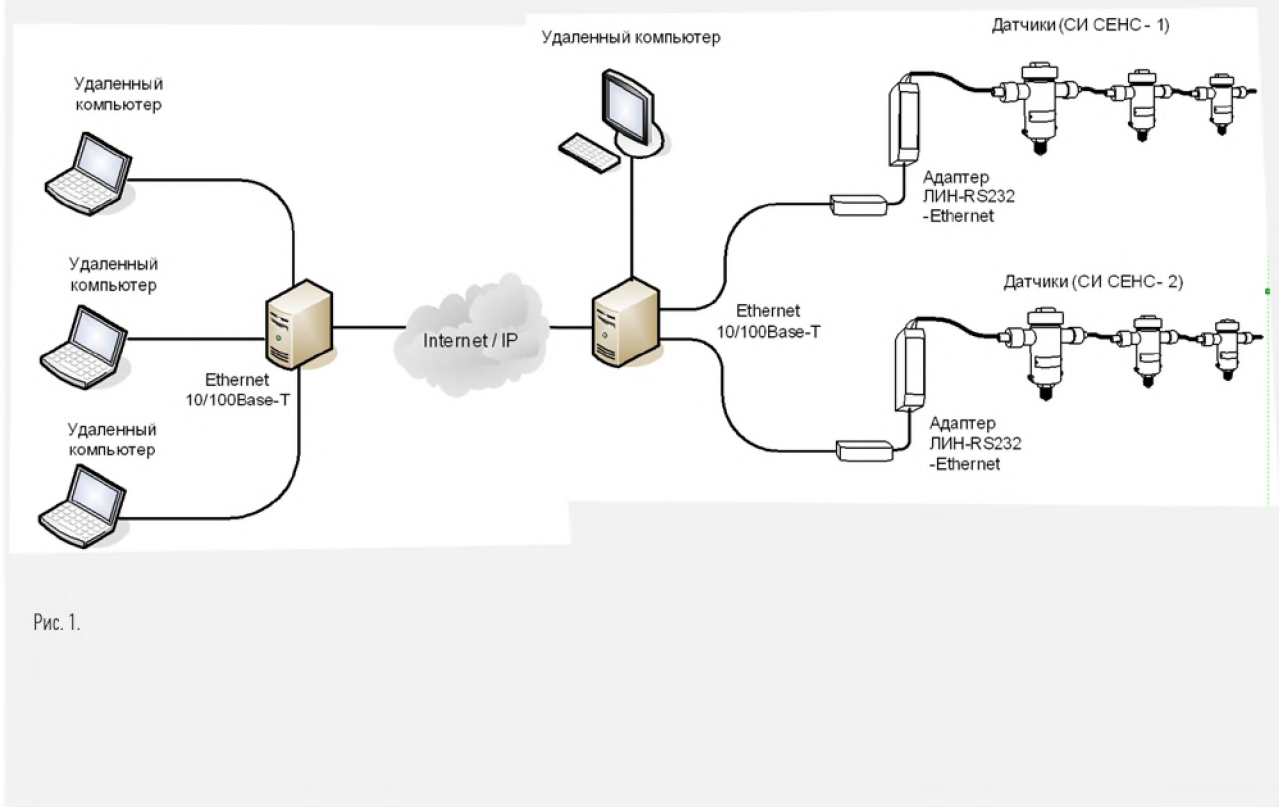 Удаленный компьютер
Датчики (СИ СЕНС - 1)
Удаленный
компьютер
Адаптер
ЛИН-RS232
-Ethernet
Удаленный
компьютер
Датчики (СИ СЕНС- 2)
Ethernet
10/100Base-T
Internet / IP
Ethernet
10/100Base-T
Удаленный
компьютер
Адаптер
ЛИН-RS232
-Ethernet
Рис. 1.